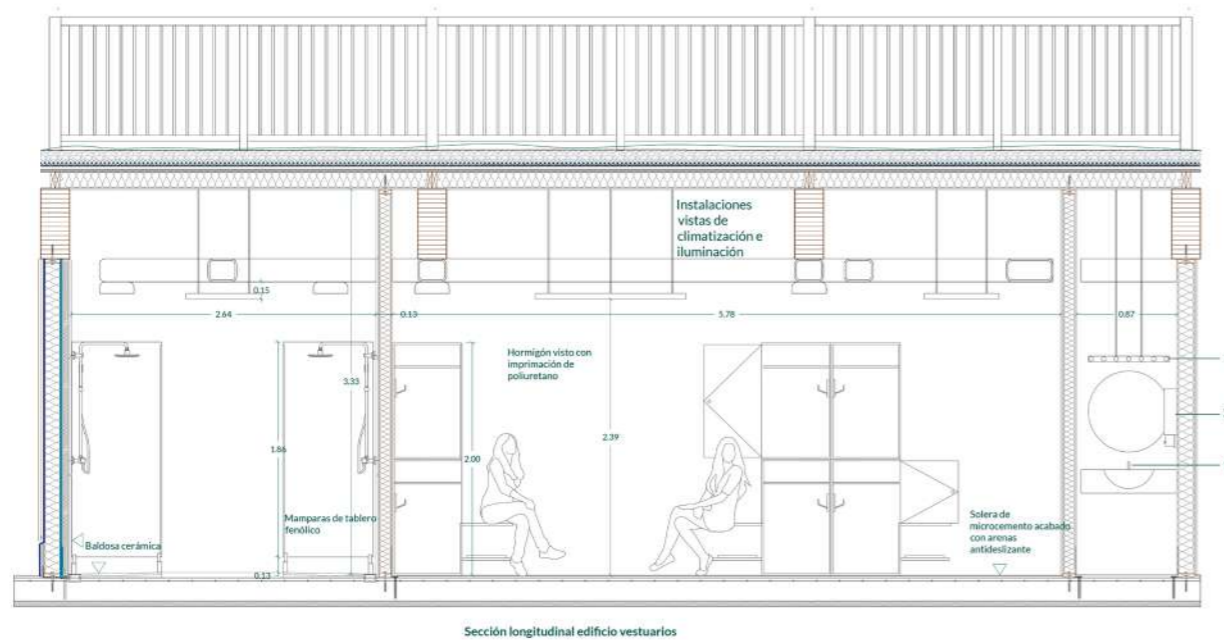 Instalaciones
vistas de
climatización e
iluminación
0.15
2.64
0.13
5.78
0.87
Hormigón visto con
imprimación de
poliuretano
3.33
1.86
2.00
2.39
Mamparas de tablero
fenólico
Baldosa cerámica
Solera de
microcemento acabado
con arenas
antideslizante
0.13
Sección longitudinal edificio vestuarios